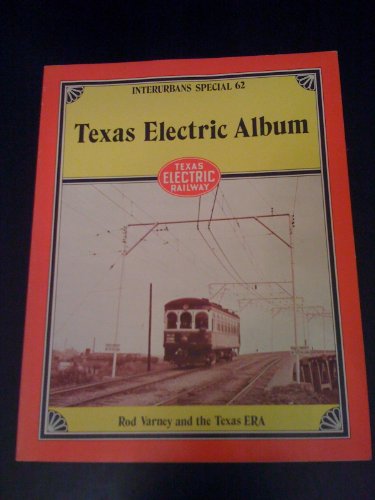 INTERURBANS SPECIAL 62
Texas Electric Album
TEXAS
ELECTRIC
RAILWAY
Rod Varney and the Texas ERA